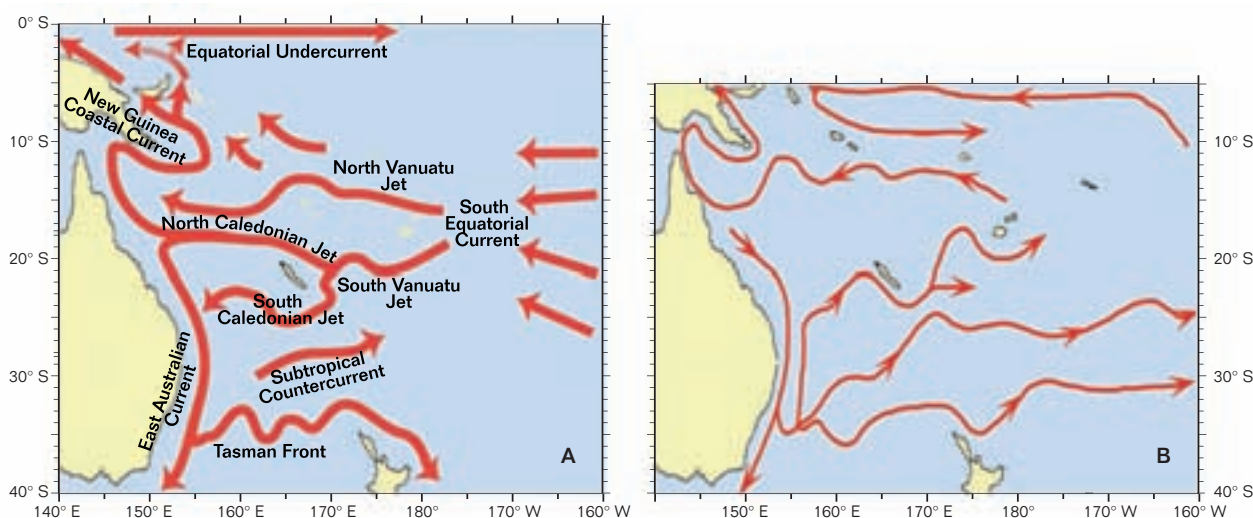 0° S
10° S
20° S
30° S
40° S
140° E
150° E
160° E
170° E
180°
170° W
160° W
Equatorial Undercurrent
New Guinea
Coastal Current
North Vanuatu
Jet
South
Equatorial
Current
North Caledonian Jet
South Vanuatu
Jet
South
Caledonian Jet
Subtropical
Countercurrent
East Australian
Current
Tasman Front
A
B
10° S
20° S
30° S
40° S
150° E
160° E
170° E
180°
170° W
160° W